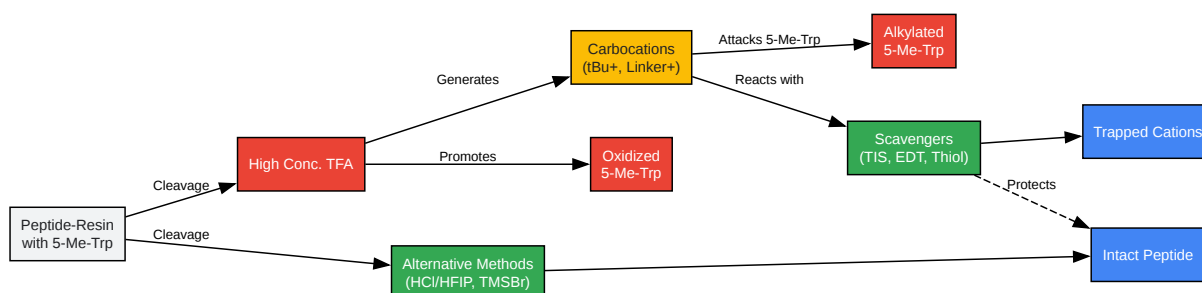 Peptide-Resin
with 5-Me-Trp
Cleavage
Cleavage
High Conc. TFA
Generates
Promotes
Carbocations
(tBu+, Linker+)
Oxidized
5-Me-Trp
Alternative Methods
(HCl/HFIP, TMSBr)
Attacks 5-Me-Trp
Reacts with
Alkylated
5-Me-Trp
Scavengers
(TIS, EDT, Thiol)
Protects
Trapped Cations
Intact Peptide